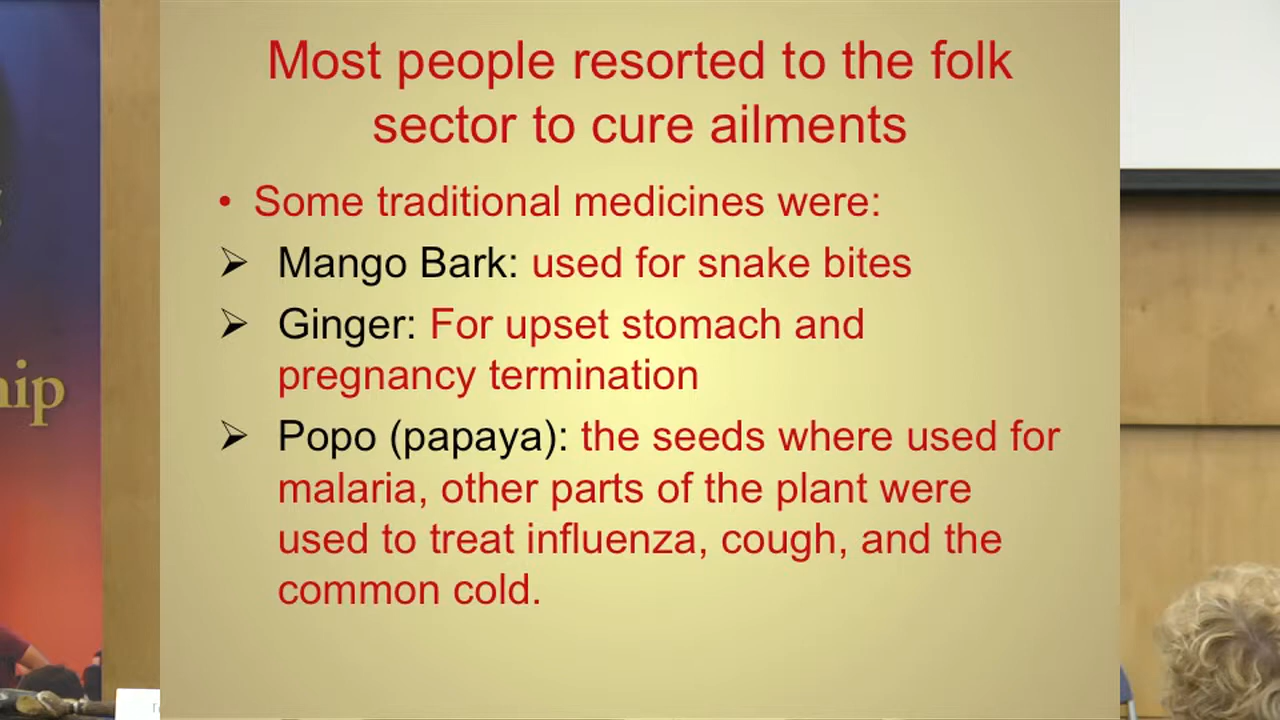 Most people resorted to the folk
sector to cure ailments
• Some traditional medicines were:
➢ Mango Bark: used for snake bites
➢ Ginger: For upset stomach and
pregnancy termination
➢ Popo (papaya): the seeds where used for
malaria, other parts of the plant were
used to treat influenza, cough, and the
common cold.